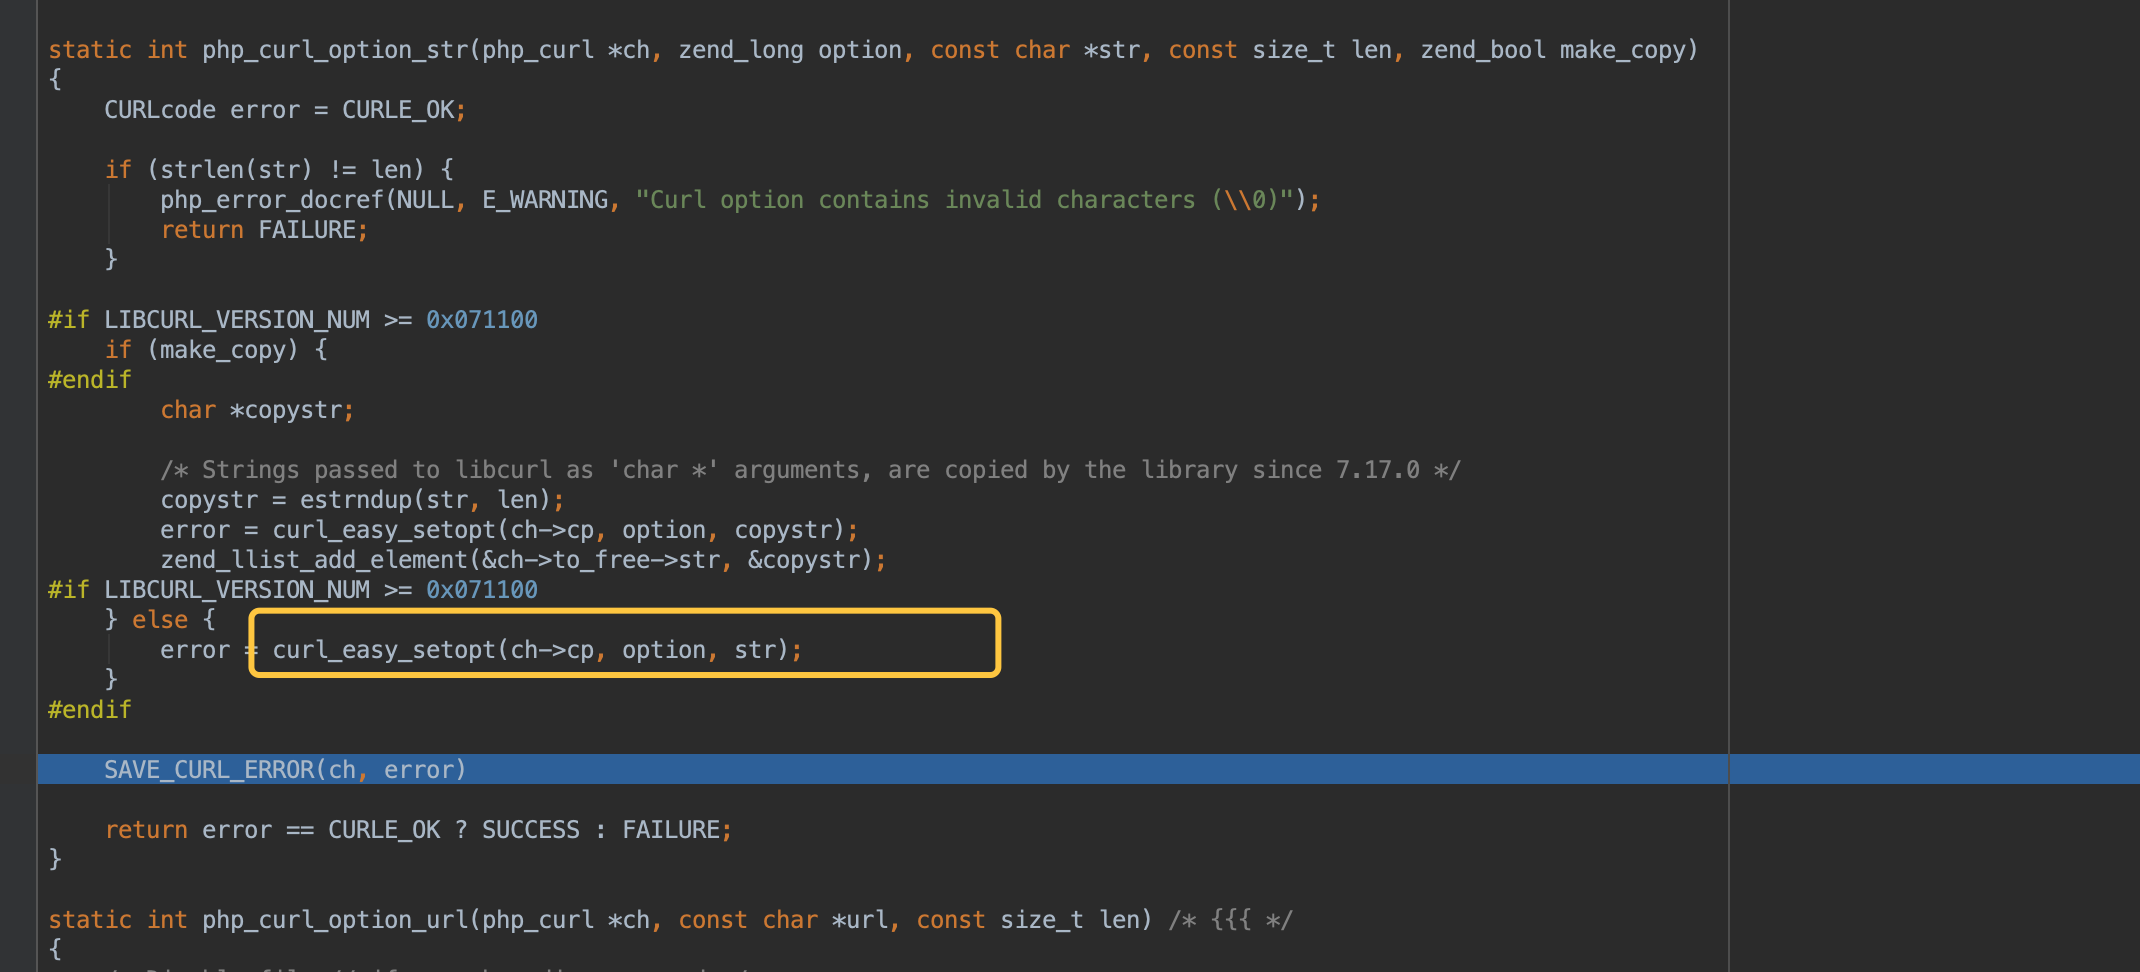 static int php_curl_option_str(php_curl *ch, zend_long option, const char *str, const size_t len, zend_bool make_copy)
{
    CURLcode error = CURLE_OK;

    if (strlen(str) != len) {
        php_error_docref(NULL, E_WARNING, "Curl option contains invalid characters (\\0)");
        return FAILURE;
    }

#if LIBCURL_VERSION_NUM >= 0x071100
    if (make_copy) {
#endif
        char *copystr;

        /* Strings passed to libcurl as 'char *' arguments, are copied by the library since 7.17.0 */
        copystr = estrndup(str, len);
        error = curl_easy_setopt(ch->cp, option, copystr);
        zend_llist_add_element(&ch->to_free->str, &copystr);
#if LIBCURL_VERSION_NUM >= 0x071100
    } else {
        error = curl_easy_setopt(ch->cp, option, str);
    }
#endif

    SAVE_CURL_ERROR(ch, error)

    return error == CURLE_OK ? SUCCESS : FAILURE;
}

static int php_curl_option_url(php_curl *ch, const char *url, const size_t len) /* {{{ */
{